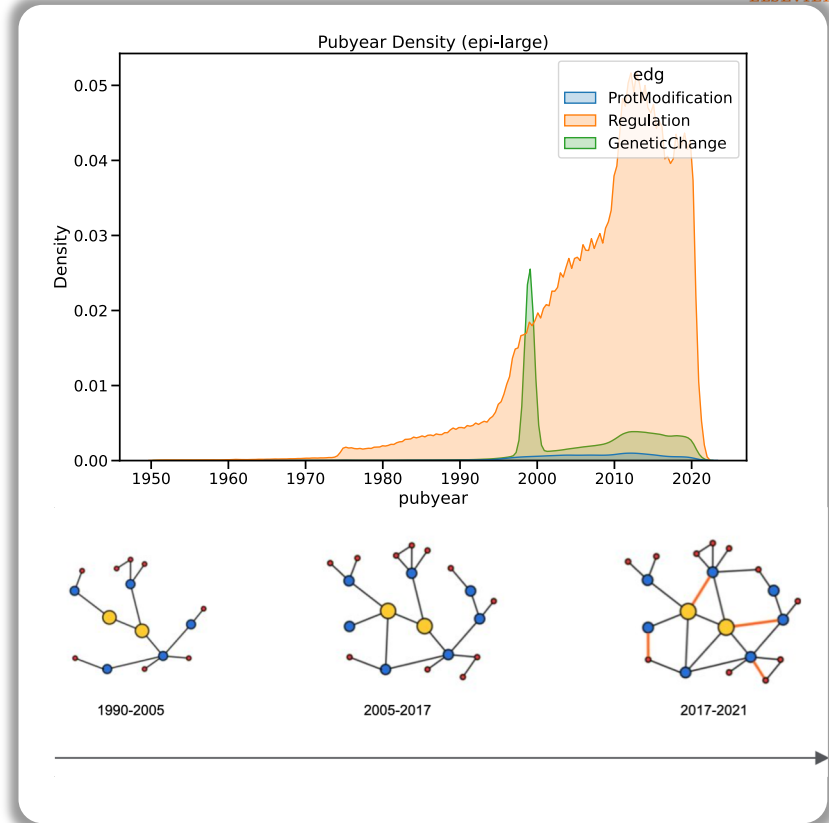 Pubyear Density (epi-large)
edg
ProtModification
Regulation
GeneticChange
0.05
0.04
0.03
0.02
0.01
0.00
Density
1950 1960 1970 1980 1990 2000 2010 2020
pubyear
1990-2005 2005-2017 2017-2021